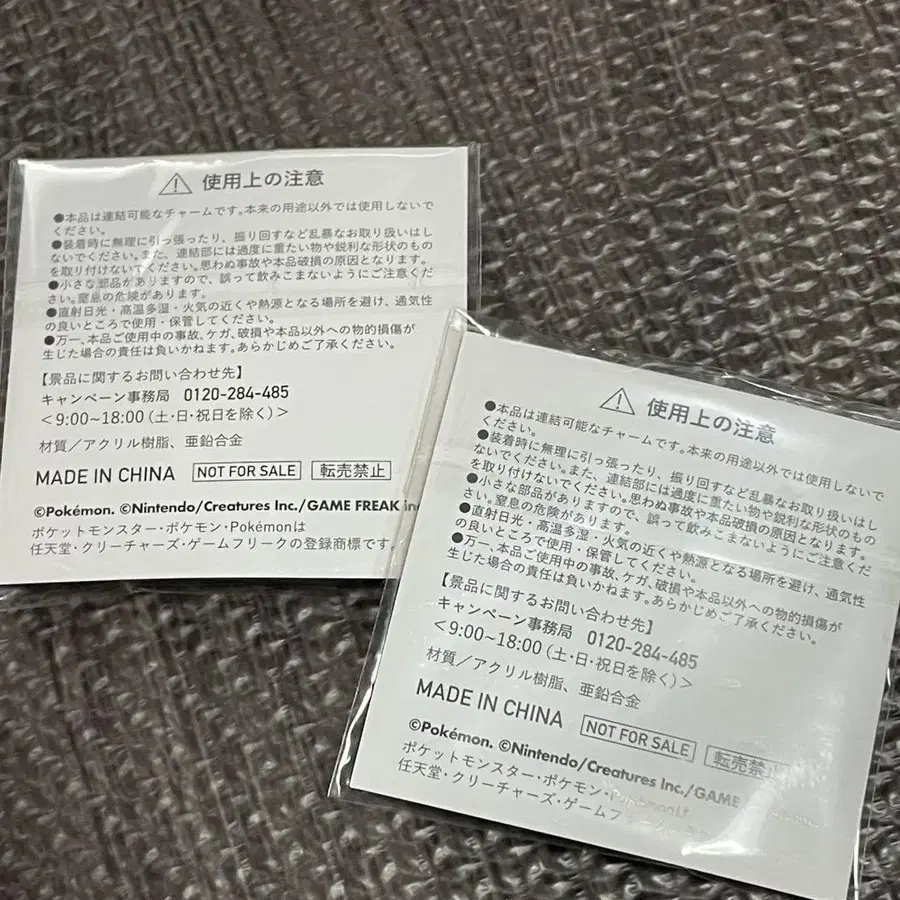 使用上の注意
●本品は連結可能なチャームです。本来の用途以外では使用しないで
ください。
●装着時に無理に引っ張ったり、振り回すなど乱暴なお取り扱いはし
ないでください。また、連結部には過度に重たい物や鋭利な形状のもの
を取り付けないでください。思わぬ事故や本品破損の原因となります。
●小さな部品がありますので、誤って飲みこまないようにご注意くだ
さい。窒息の危険があります。
●直射日光・高温多湿・火気の近くや熱源となる場所を避け、通気性
の良いところで使用・保管してください。
●万一、本品ご使用中の事故、ケガ、破損や本品以外への物的損傷が
生じた場合の責任は負いかねます。あらかじめご了承ください。
【景品に関するお問い合わせ先】
キャンペーン事務局 0120-284-485
<9:00~18:00(土・日・祝日を除く)>
材質/アクリル樹脂、亜鉛合金
MADE IN CHINA NOT FOR SALE 転売禁止
©Pokémon. ©Nintendo/Creatures Inc./GAME FREAK inc
ポケットモンスター・ポケモン・Pokémonは
任天堂・クリーチャーズ・ゲームフリークの登録商標です。
使用上の注意
●本品は連結可能なチャームです。本来の用途以外では使用しないで
ください。
●装着時に無理に引っ張ったり、振り回すなど乱暴なお取り扱いはし
ないでください。また、連結部には過度に重たい物や鋭利な形状のもの
を取り付けないでください。思わぬ事故や本品破損の原因となります。
●小さな部品がありますので、誤って飲みこまないようにご注意くだ
さい。窒息の危険があります。
●直射日光・高温多湿・火気の近くや熱源となる場所を避け、通気性
の良いところで使用・保管してください。
●万一、本品ご使用中の事故、ケガ、破損や本品以外への物的損傷が
生じた場合の責任は負いかねます。あらかじめご了承ください。
【景品に関するお問い合わせ先】
キャンペーン事務局 0120-284-485
<9:00~18:00(土・日・祝日を除く)>
材質/アクリル樹脂、亜鉛合金
MADE IN CHINA NOT FOR SALE 転売禁止
©Pokémon. ©Nintendo/Creatures Inc./GAME
ポケットモンスター・ポケモン・Pokémonは
任天堂・クリーチャーズ・ゲームフ